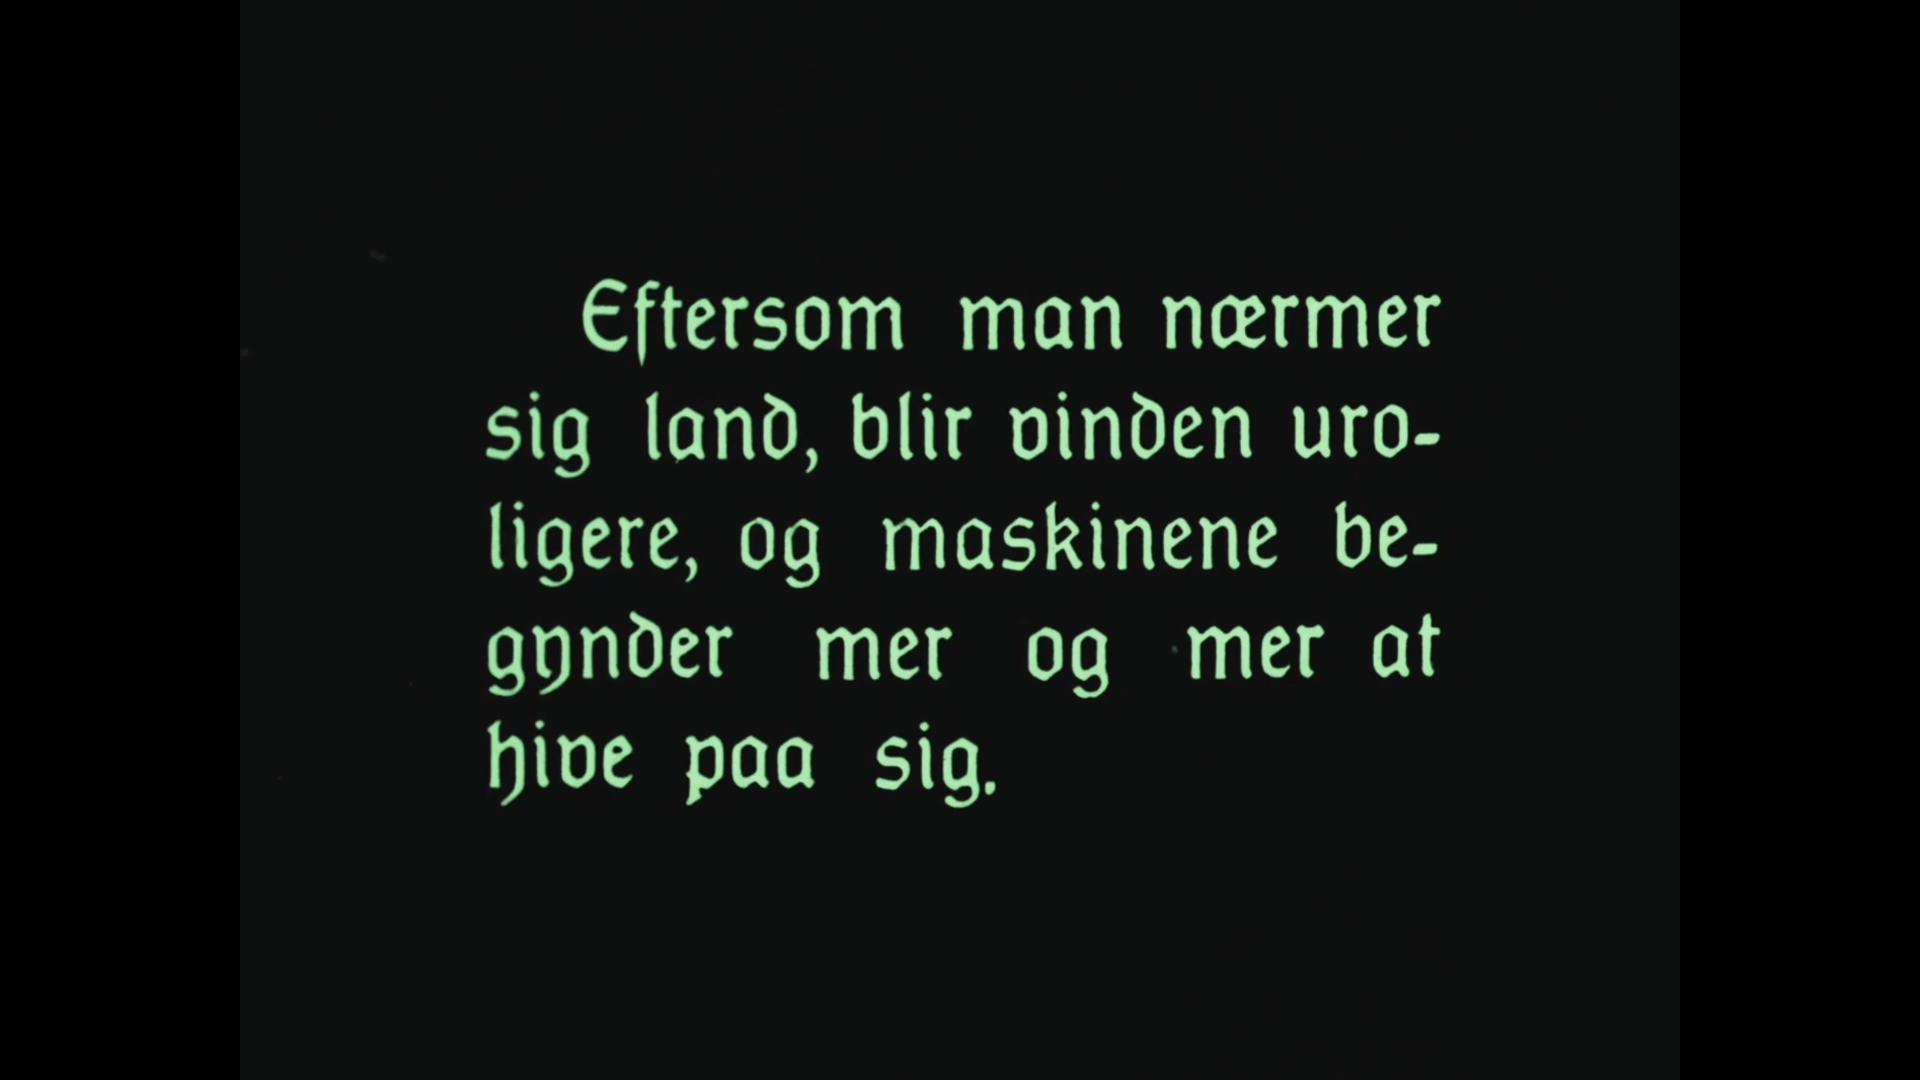 Eftersom man nærmer
sig land, blir vinden uro-
ligere, og maskinene be-
gynder mer og mer at
hive paa sig.